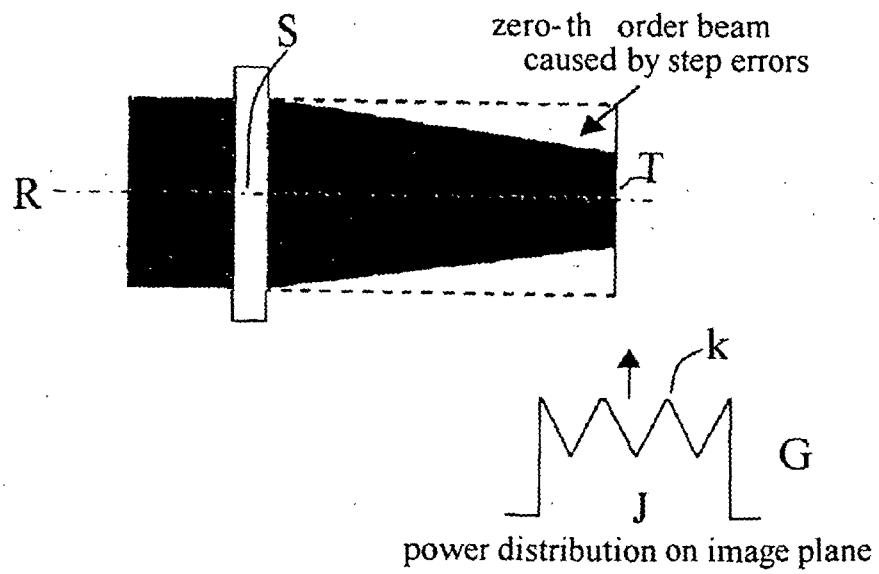 S
zero-th order beam
caused by step errors
R
T
k
G
J
power distribution on image plane